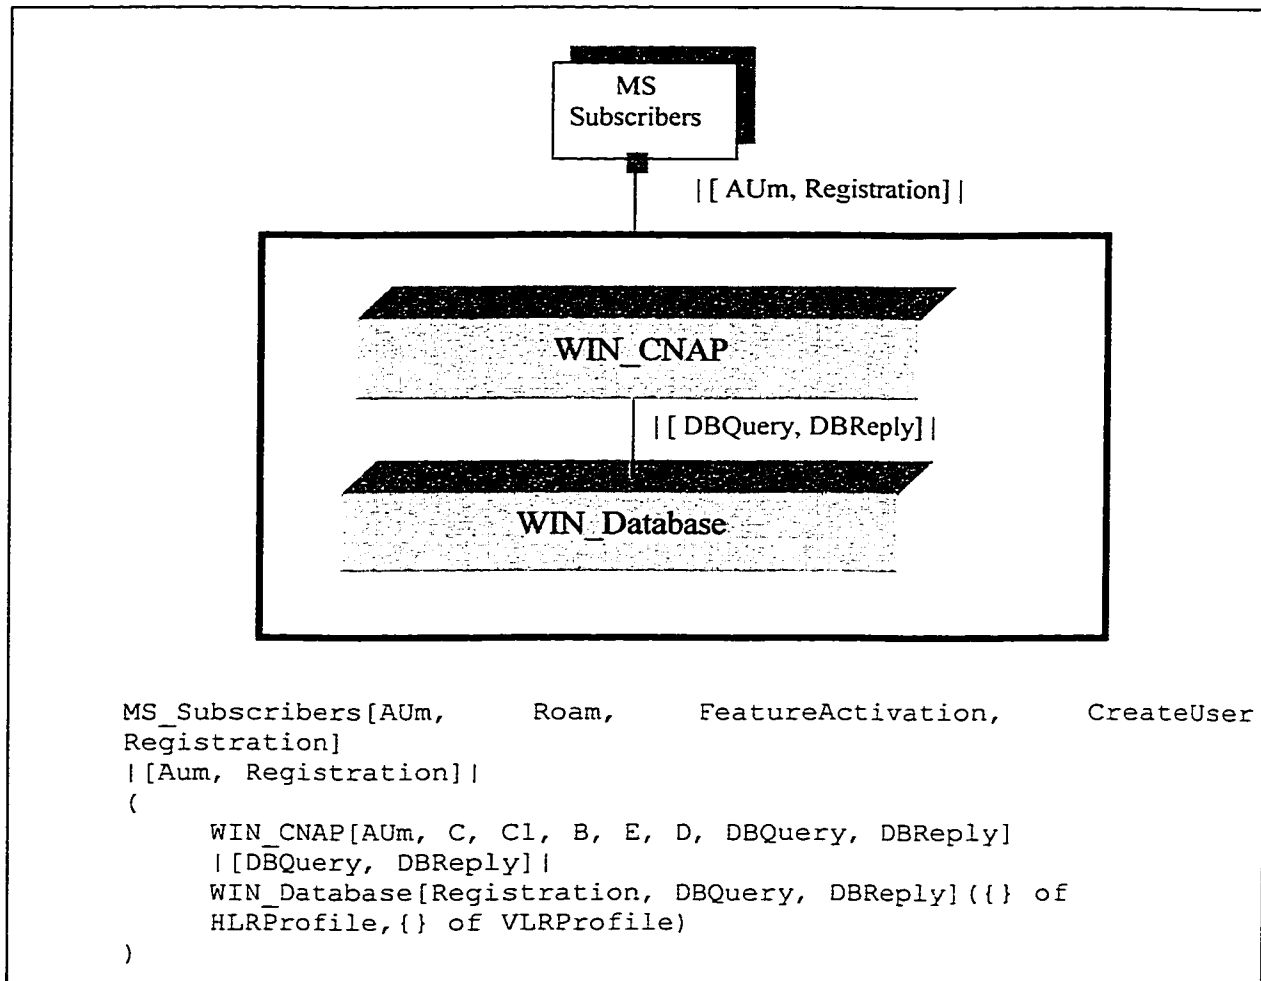 MS
Subscribers
|[ AUm, Registration] |
WIN_CNAP
|[ DBQuery, DBReply] |
WIN_Database
MS_Subscribers[AUm, Roam, FeatureActivation, CreateUser
Registration]
|[Aum, Registration]|
(
WIN_CNAP[AUm, C, C1, B, E, D, DBQuery, DBReply]
|[DBQuery, DBReply]|
WIN_Database[Registration, DBQuery, DBReply]({} of
HLRProfile,{} of VLRProfile)
)